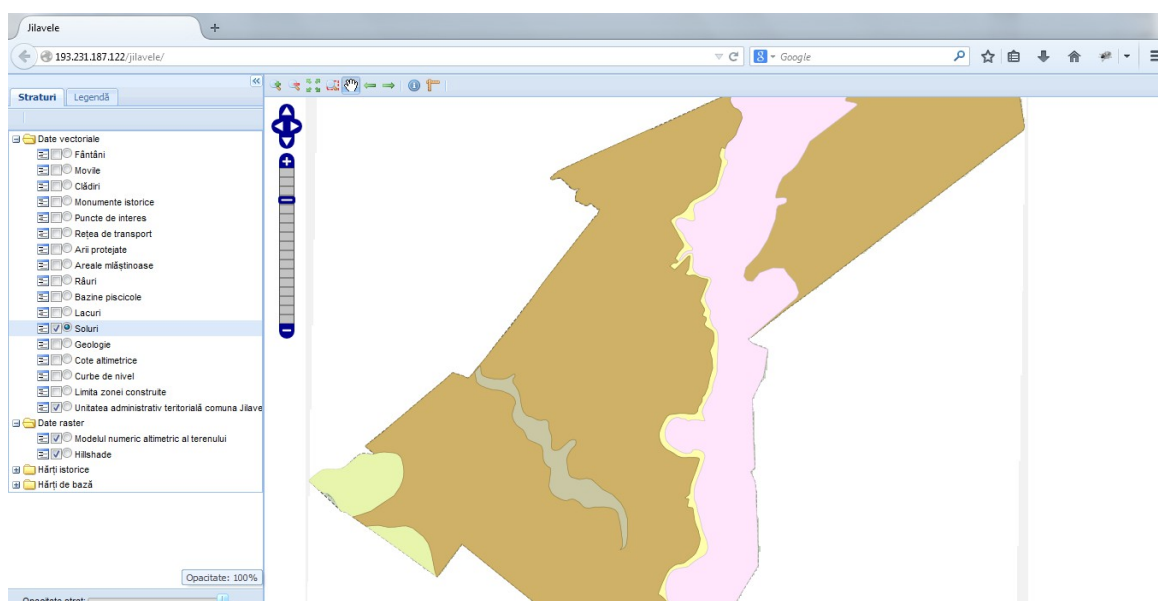 Jilavele
193.231.187.122/jilavele/
Google
Straturi Legendă
Date vectoriale
Fântâni
Movile
Clădiri
Monumente istorice
Puncte de interes
Rețea de transport
Arii protejate
Areale mlăștinoase
Râuri
Bazine piscicole
Lacuri
Soluri
Geologie
Cote altimetrice
Curbe de nivel
Limita zonei construite
Unitatea administrativ teritorială comuna Jilave
Date raster
Modelul numeric altimetric al terenului
Hillshade
Hărți istorice
Hărți de bază
Opacitate: 100%
Opacitate strat: